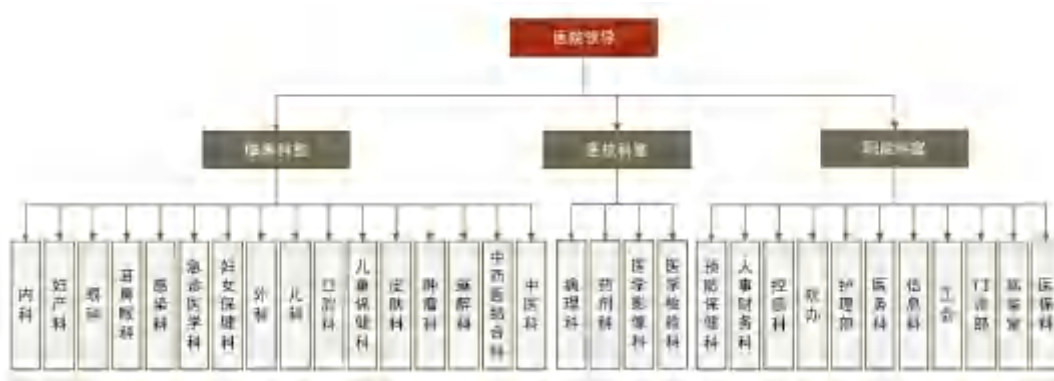 医院领导
临床科室
医技科室
职能科室
内科
妇产科
眼科
耳鼻喉科
感染科
急诊医学科
妇女保健科
外科
儿科
口腔科
儿童保健科
皮肤科
肿瘤科
麻醉科
中西医结合科
中医科
病理科
药剂科
医学影像科
医学检验科
预防保健科
人事财务科
控感科
院办
护理部
医务科
信息科
工会
门诊部
病案室
医保科